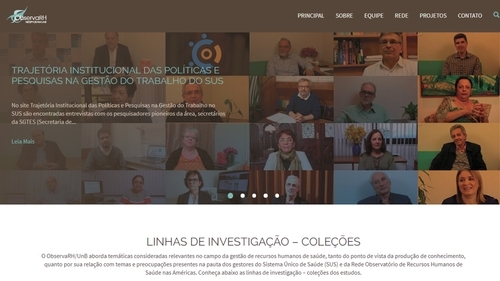 ObservaRH
PRINCIPAL SOBRE EQUIPE REDE PROJETOS CONTATO
TRAJETÓRIA INSTITUCIONAL DAS POLÍTICAS E
PESQUISAS NA GESTÃO DO TRABALHO DO SUS
No site Trajetória Institucional das Políticas e Pesquisas na Gestão do Trabalho no
SUS são encontradas entrevistas com os pesquisadores pioneiros da área, secretários
da SGTES (Secretaria de...
Leia Mais
LINHAS DE INVESTIGAÇÃO – COLEÇÕES
O ObservaRH/UnB aborda temáticas consideradas relevantes no campo da gestão de recursos humanos de saúde, tanto do ponto de vista da produção de conhecimento,
quanto por sua relação com temas e preocupações presentes na pauta dos gestores do Sistema Único de Saúde (SUS) e da Rede Observatório de Recursos Humanos de
Saúde nas Américas. Conheça abaixo as linhas de investigação – coleções dos estudos.